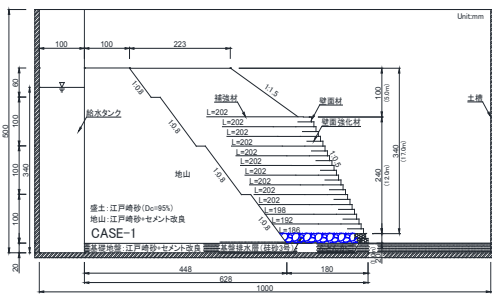 Unit:mm
100
100
223
60
1:0.8
1:1.5
100
(5.0m)
補強材
壁面材
土槽
給水タンク
L=202
壁面強化材
500
100
1:0.8
L=202
L=202
1:0.5
340
(17.0m)
L=202
L=202
340
地山
L=202
240
(12.0m)
100
L=202
L=202
1:0.8
L=202
盛土:江戸崎砂(Dc=95%)
L=198
地山:江戸崎砂+セメント改良
L=192
100
CASE-1
L=186
基礎地盤:江戸崎砂+セメント改良
基盤排水層(硅砂3号)
20
448
180
628
1000